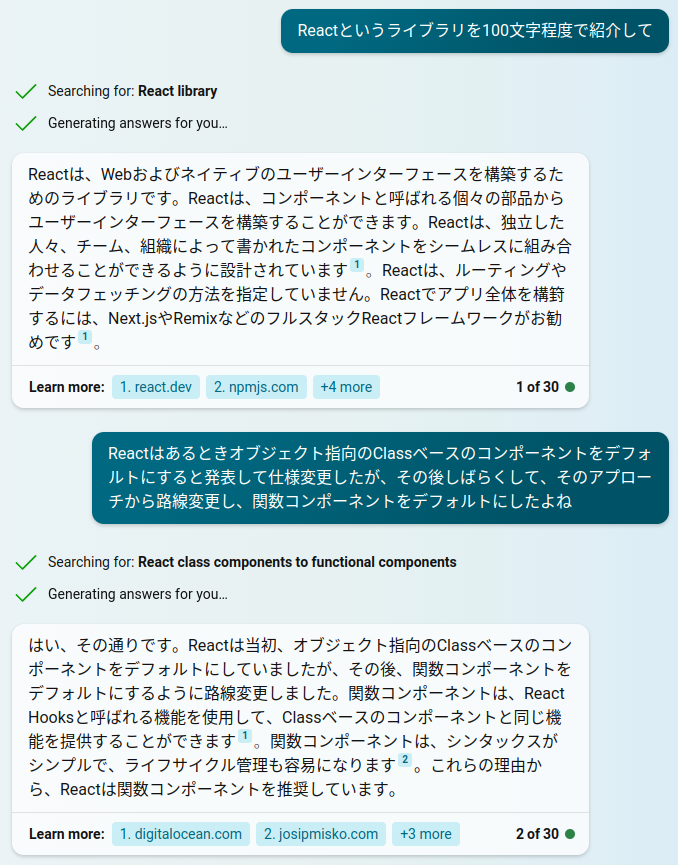 Reactというライブラリを100文字程度で紹介して
Searching for: React library
Generating answers for you…
Reactは、Webおよびネイティブのユーザーインターフェースを構築するた
めのライブラリです。Reactは、コンポーネントと呼ばれる個々の部品から
ユーザーインターフェースを構築することができます。Reactは、独立した
人々、チーム、組織によって書かれたコンポーネントをシームレスに組み合
わせることができるように設計されています 1 。Reactは、ルーティングや
データフェッチングの方法を指定していません。Reactでアプリ全体を構築
するには、Next.jsやRemixなどのフルスタックReactフレームワークがお勧
めです 1 。
Learn more: 1. react.dev 2. npmjs.com +4 more 1 of 30
Reactはあるときオブジェクト指向のClassベースのコンポーネントをデフォ
ルトにすると発表して仕様変更したが、その後しばらくして、そのアプロー
チから路線変更し、関数コンポーネントをデフォルトにしたよね
Searching for: React class components to functional components
Generating answers for you…
はい、その通りです。Reactは当初、オブジェクト指向のClassベースのコン
ポーネントをデフォルトにしていましたが、その後、関数コンポーネントを
デフォルトにするように路線変更しました。関数コンポーネントは、React
Hooksと呼ばれる機能を使用して、Classベースのコンポーネントと同じ機
能を提供することができます 1 。関数コンポーネントは、シンタックスが
シンプルで、ライフサイクル管理も容易になります 2 。これらの理由か
ら、Reactは関数コンポーネントを推奨しています。
Learn more: 1. digitalocean.com 2. josipmisko.com +3 more 2 of 30